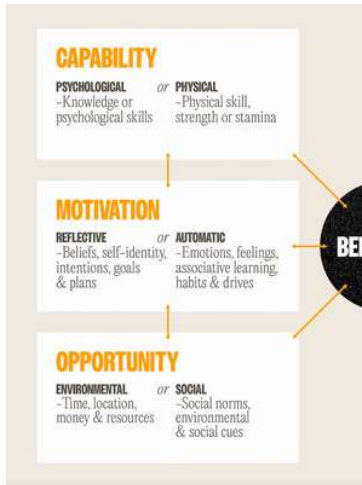 CAPABILITY
PSYCHOLOGICAL or PHYSICAL
-Knowledge or -Physical skill,
psychological skills strength or stamina
MOTIVATION
REFLECTIVE or AUTOMATIC
-Beliefs, self-identity, -Emotions, feelings,
intentions, goals associative learning,
& plans habits & drives
OPPORTUNITY
ENVIRONMENTAL or SOCIAL
-Time, location, -Social norms,
money & resources environmental
& social cues